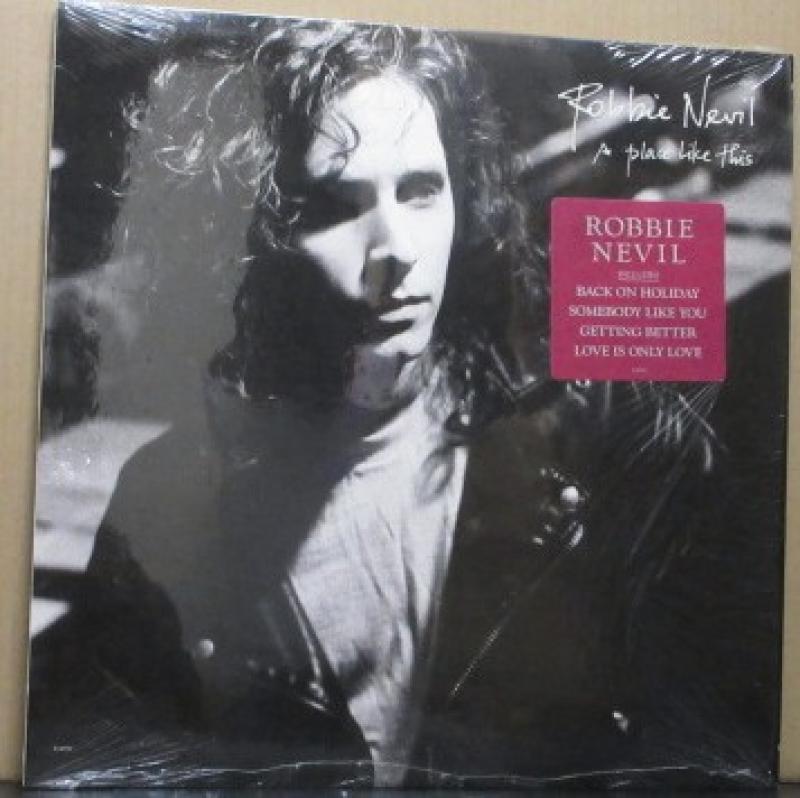 Robbie Nevil
A place like this
ROBBIE
NEVIL
INCLUDES
BACK ON HOLIDAY
SOMEBODY LIKE YOU
GETTING BETTER
LOVE IS ONLY LOVE